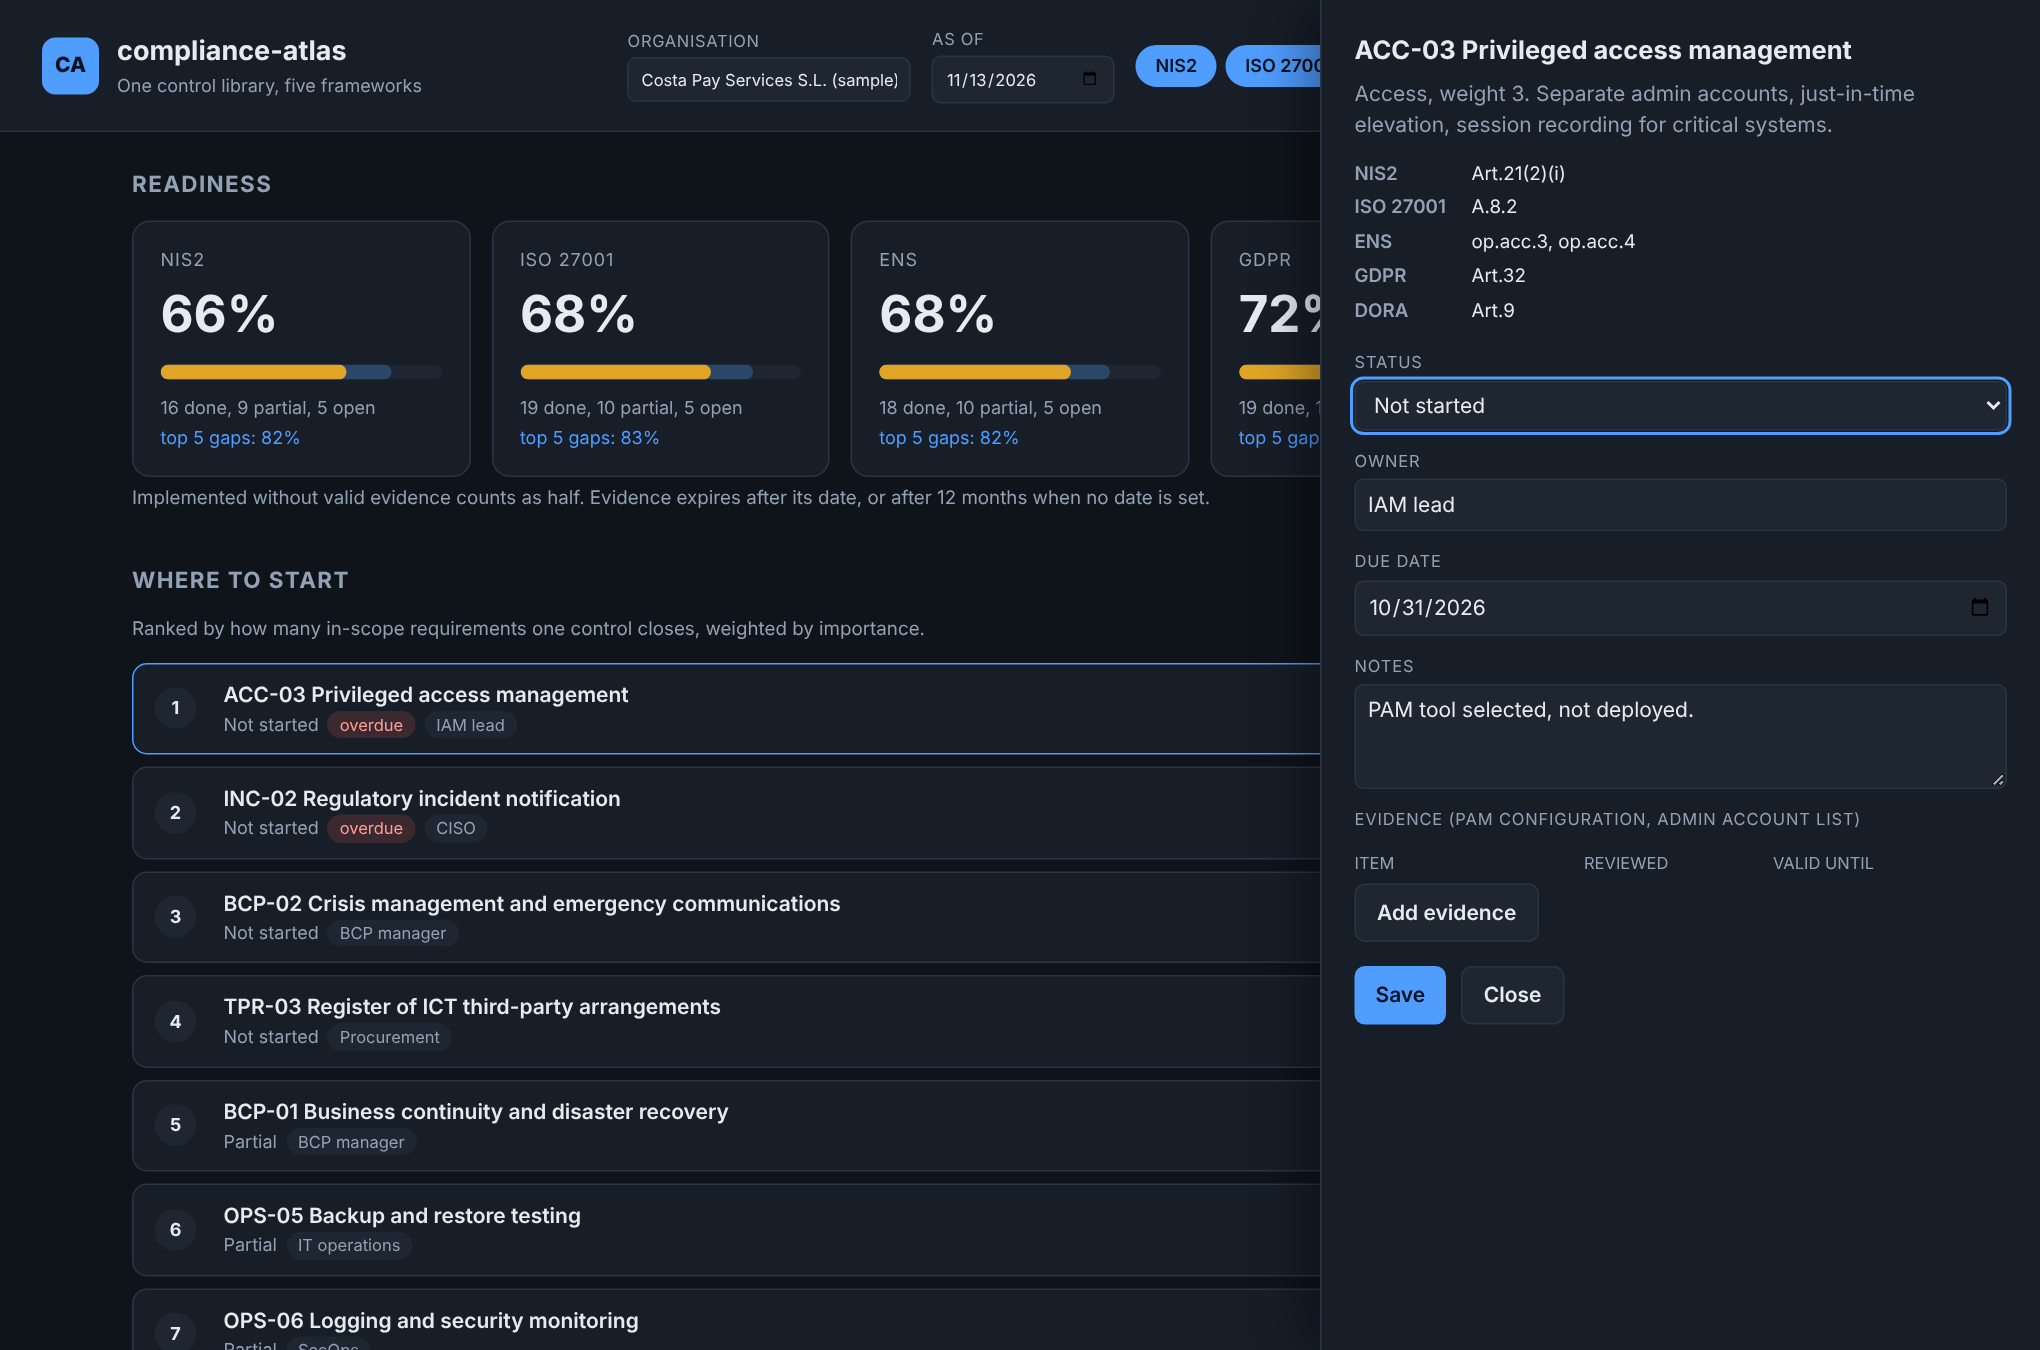 CA
compliance-atlas
One control library, five frameworks
ORGANISATION
Costa Pay Services S.L. (sample)
AS OF
11/13/2026
NIS2
ISO 2700
READINESS
NIS2
66%
16 done, 9 partial, 5 open
top 5 gaps: 82%
ISO 27001
68%
19 done, 10 partial, 5 open
top 5 gaps: 83%
ENS
68%
18 done, 10 partial, 5 open
top 5 gaps: 82%
GDPR
72%
19 done, 1
top 5 gap
Implemented without valid evidence counts as half. Evidence expires after its date, or after 12 months when no date is set.
WHERE TO START
Ranked by how many in-scope requirements one control closes, weighted by importance.
1
ACC-03 Privileged access management
Not started overdue IAM lead
2
INC-02 Regulatory incident notification
Not started overdue CISO
3
BCP-02 Crisis management and emergency communications
Not started BCP manager
4
TPR-03 Register of ICT third-party arrangements
Not started Procurement
5
BCP-01 Business continuity and disaster recovery
Partial BCP manager
6
OPS-05 Backup and restore testing
Partial IT operations
7
OPS-06 Logging and security monitoring
Partial SecOps
ACC-03 Privileged access management
Access, weight 3. Separate admin accounts, just-in-time
elevation, session recording for critical systems.
NIS2 Art.21(2)(i)
ISO 27001 A.8.2
ENS op.acc.3, op.acc.4
GDPR Art.32
DORA Art.9
STATUS
Not started
OWNER
IAM lead
DUE DATE
10/31/2026
NOTES
PAM tool selected, not deployed.
EVIDENCE (PAM CONFIGURATION, ADMIN ACCOUNT LIST)
ITEM REVIEWED VALID UNTIL
Add evidence
Save Close